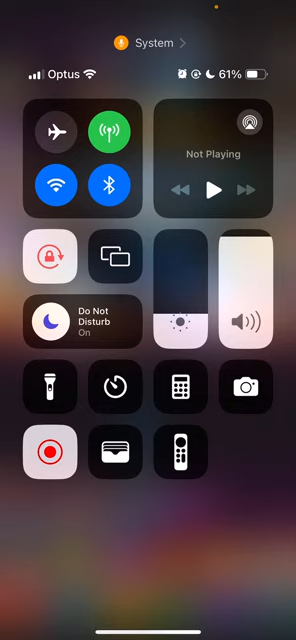 System
Optus 61%
Not Playing
Do Not
Disturb
On